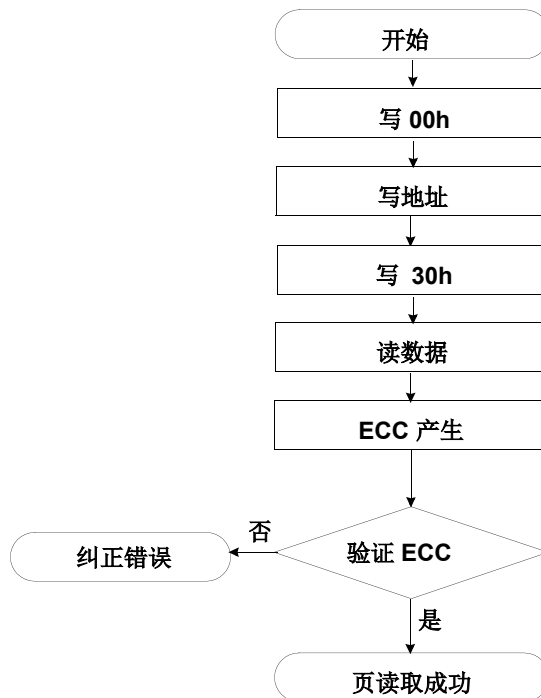 开始
写 00h
写地址
写 30h
读数据
ECC 产生
否
纠正错误
验证 ECC
是
页读取成功